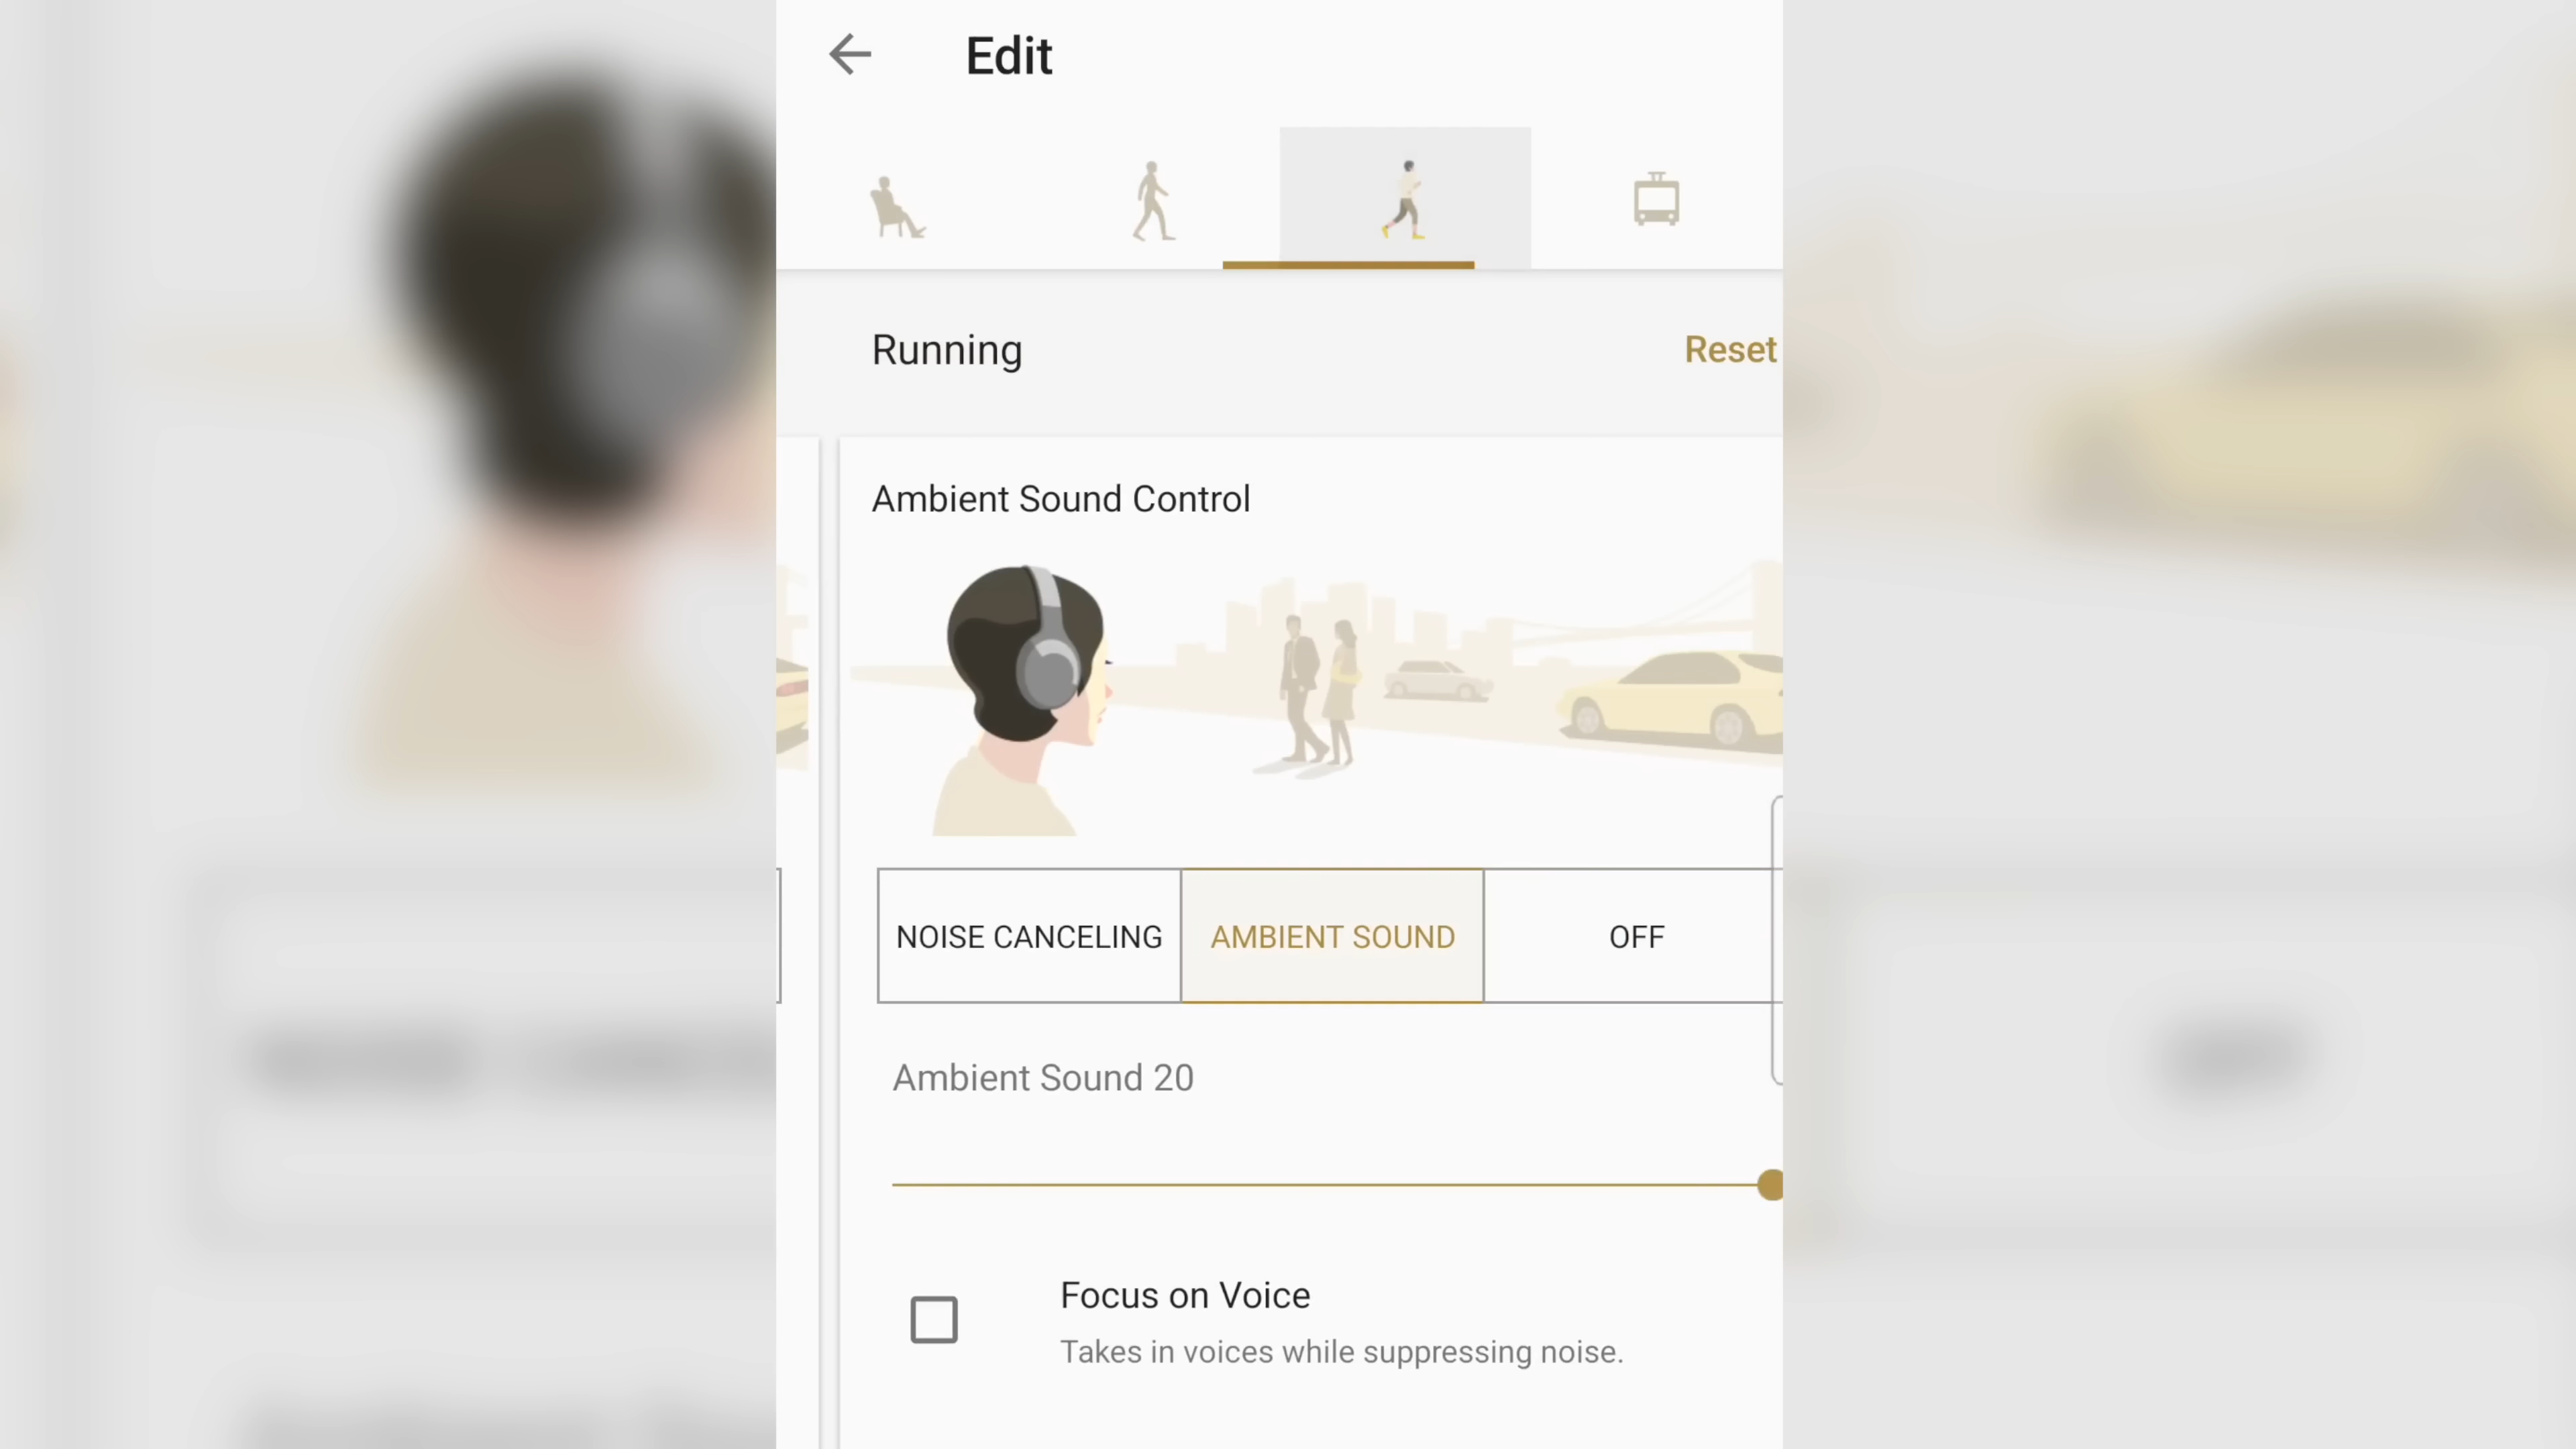 Edit
Running
Reset
Ambient Sound Control
NOISE CANCELING
AMBIENT SOUND
OFF
Ambient Sound 20
Focus on Voice
Takes in voices while suppressing noise.